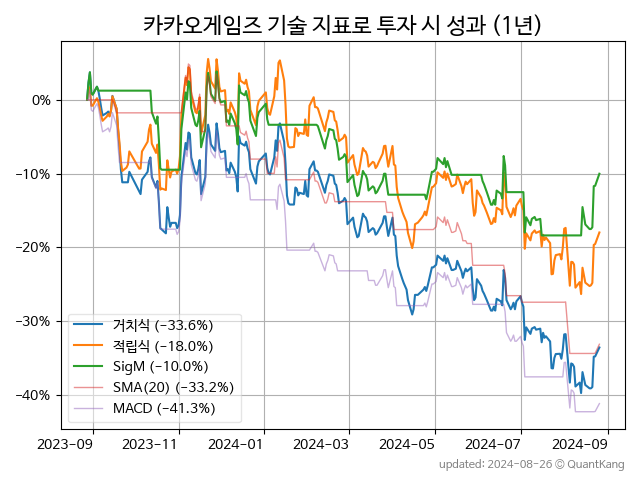 카카오게임즈 기술 지표로 투자 시 성과 (1년)
0%
−10%
−20%
−30%
−40%
거치식 (−33.6%)
적립식 (−18.0%)
SigM (−10.0%)
SMA(20) (−33.2%)
MACD (−41.3%)
2023-09 2023-11 2024-01 2024-03 2024-05 2024-07 2024-09
updated: 2024-08-26 © QuantKang